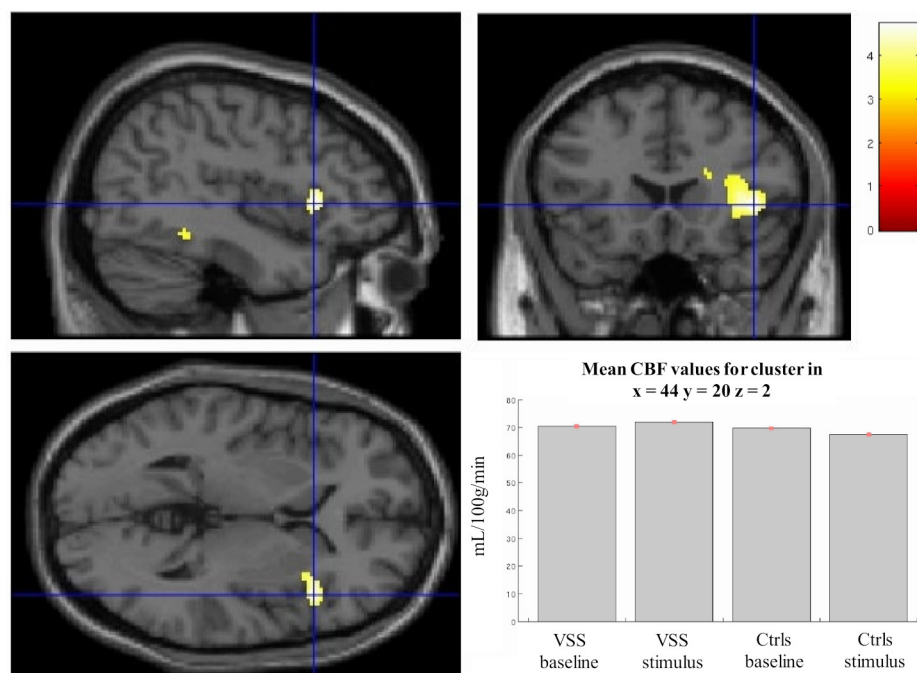 4
3
2
1
0
Mean CBF values for cluster in
x = 44 y = 20 z = 2
mL/100g/min
80
70
60
50
40
30
20
10
0
VSS baseline
VSS stimulus
Ctrls baseline
Ctrls stimulus